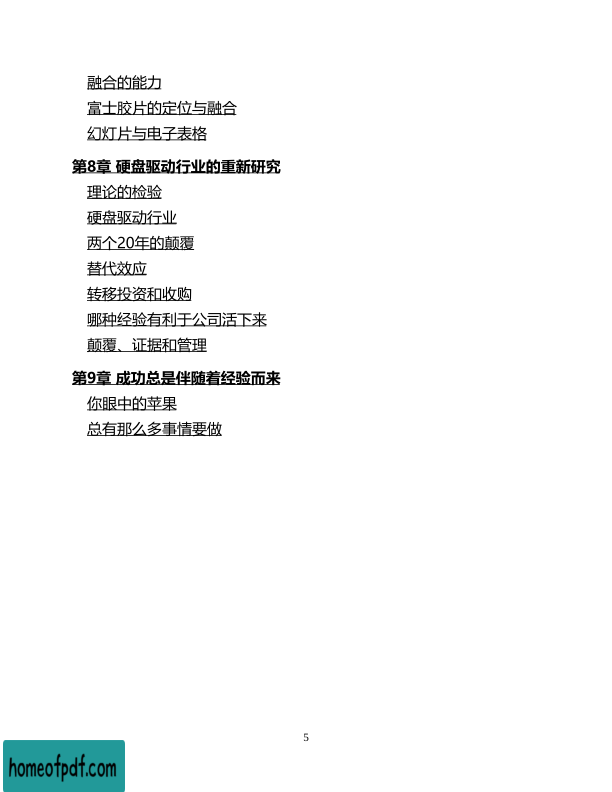 融合的能力
富士胶片的定位与融合
幻灯片与电子表格
第8章 硬盘驱动行业的重新研究
理论的检验
硬盘驱动行业
两个20年的颠覆
替代效应
转移投资和收购
哪种经验有利于公司活下来
颠覆、证据和管理
第9章 成功总是伴随着经验而来
你眼中的苹果
总有那么多事情要做
5
homeofpdf.com